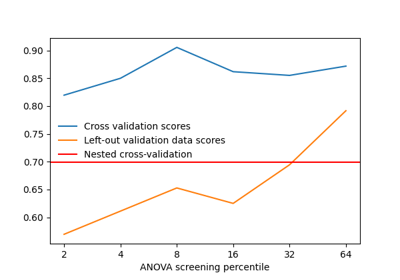 0.90
0.85
0.80
0.75
0.70
0.65
0.60
Cross validation scores
Left-out validation data scores
Nested cross-validation
2 4 8 16 32 64
ANOVA screening percentile